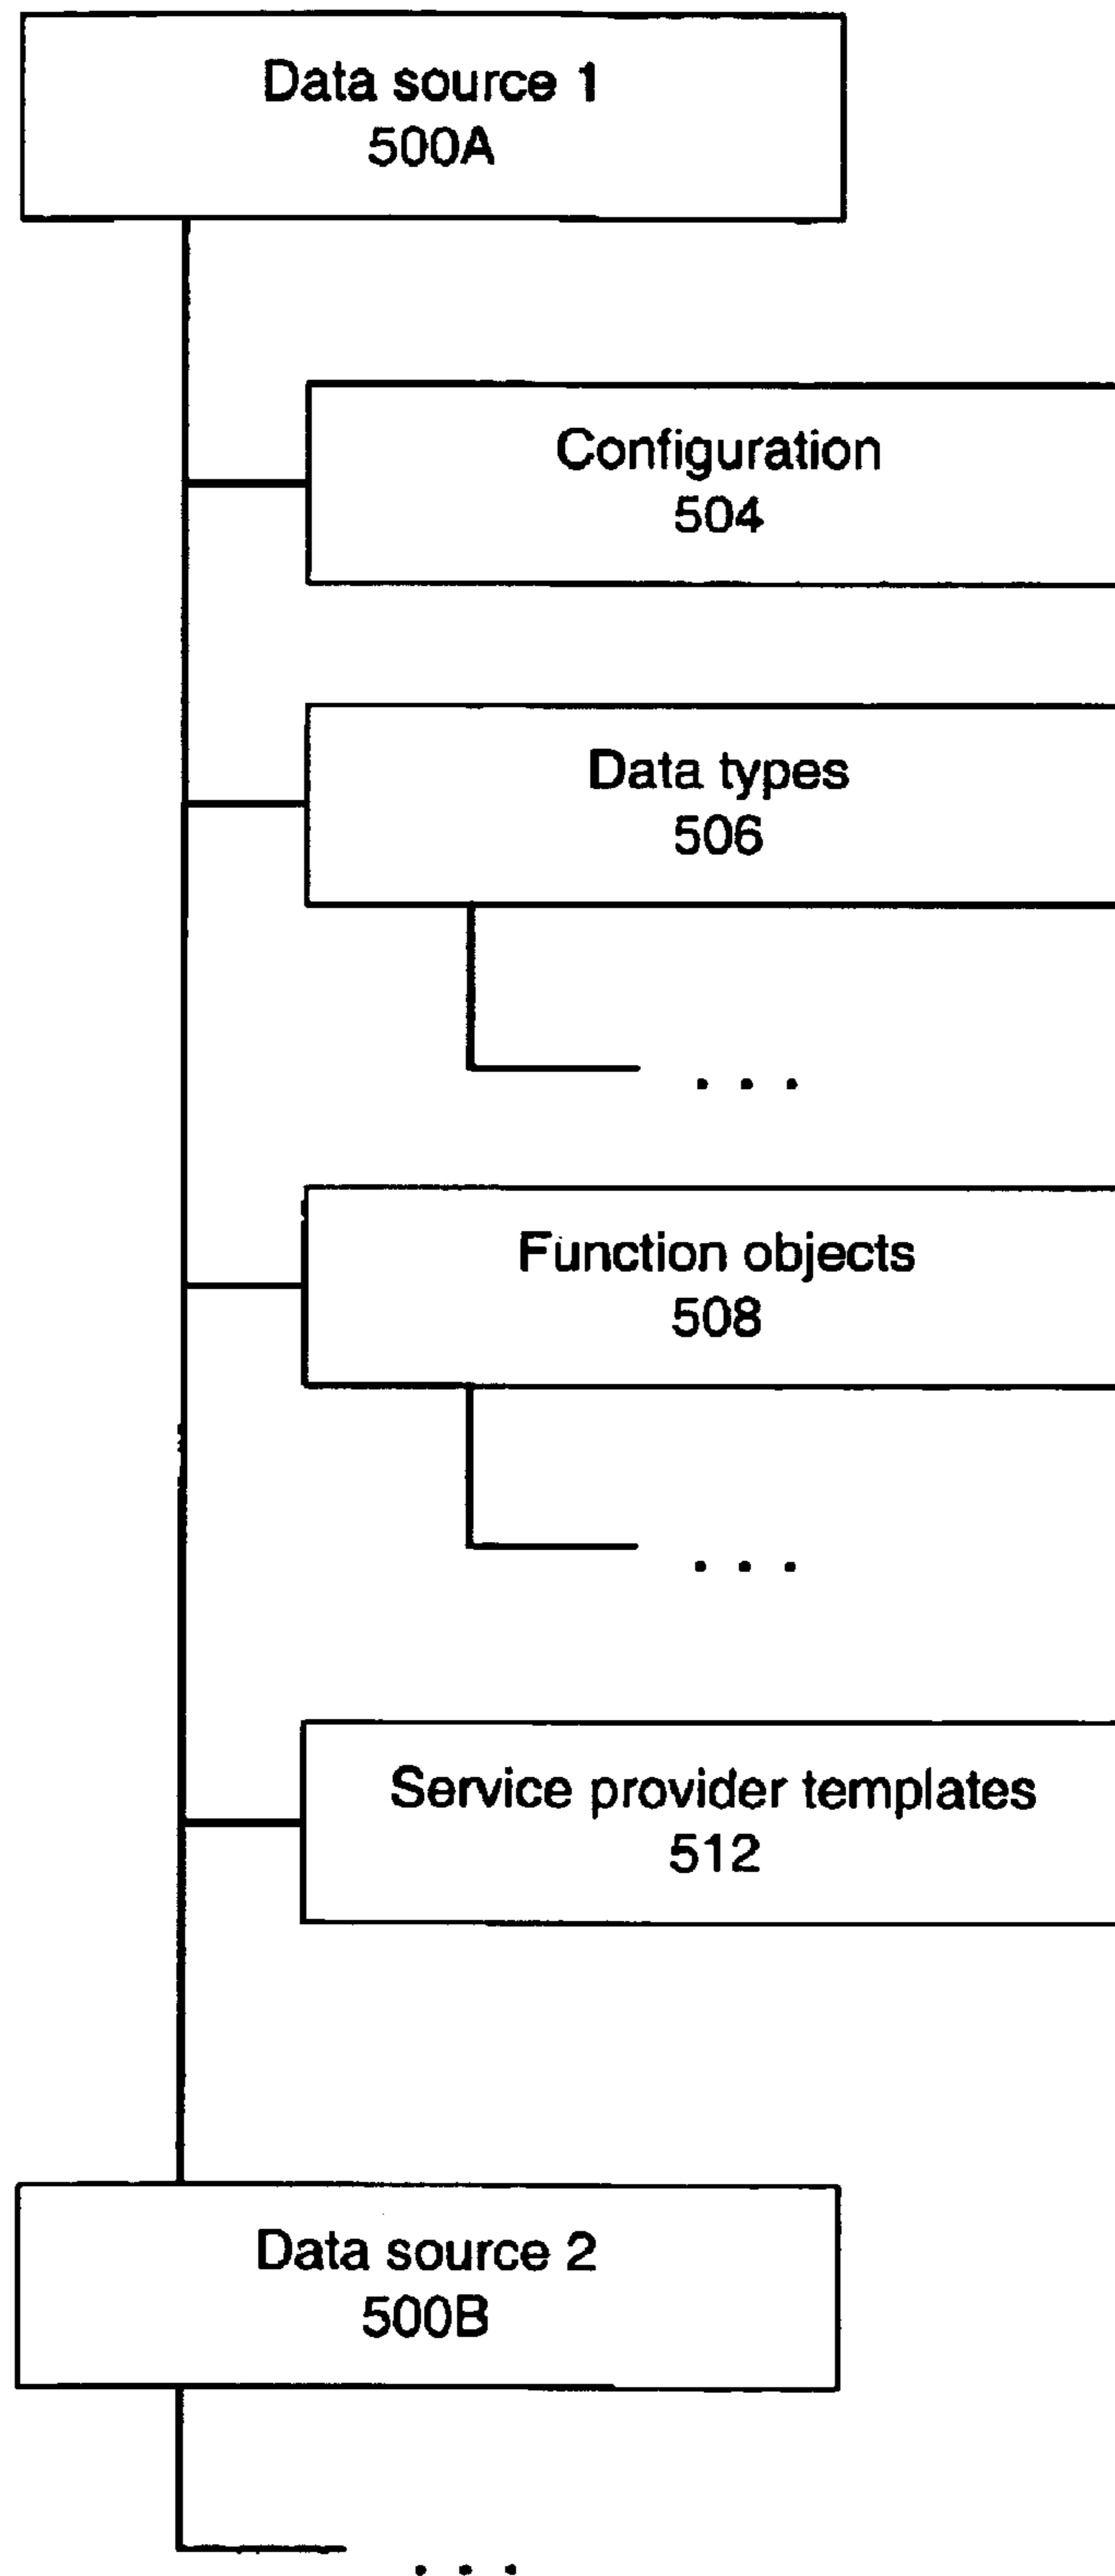 Data source 1
500A
Configuration
504
Data types
506
. . .
Function objects
508
. . .
Service provider templates
512
Data source 2
500B
. . .